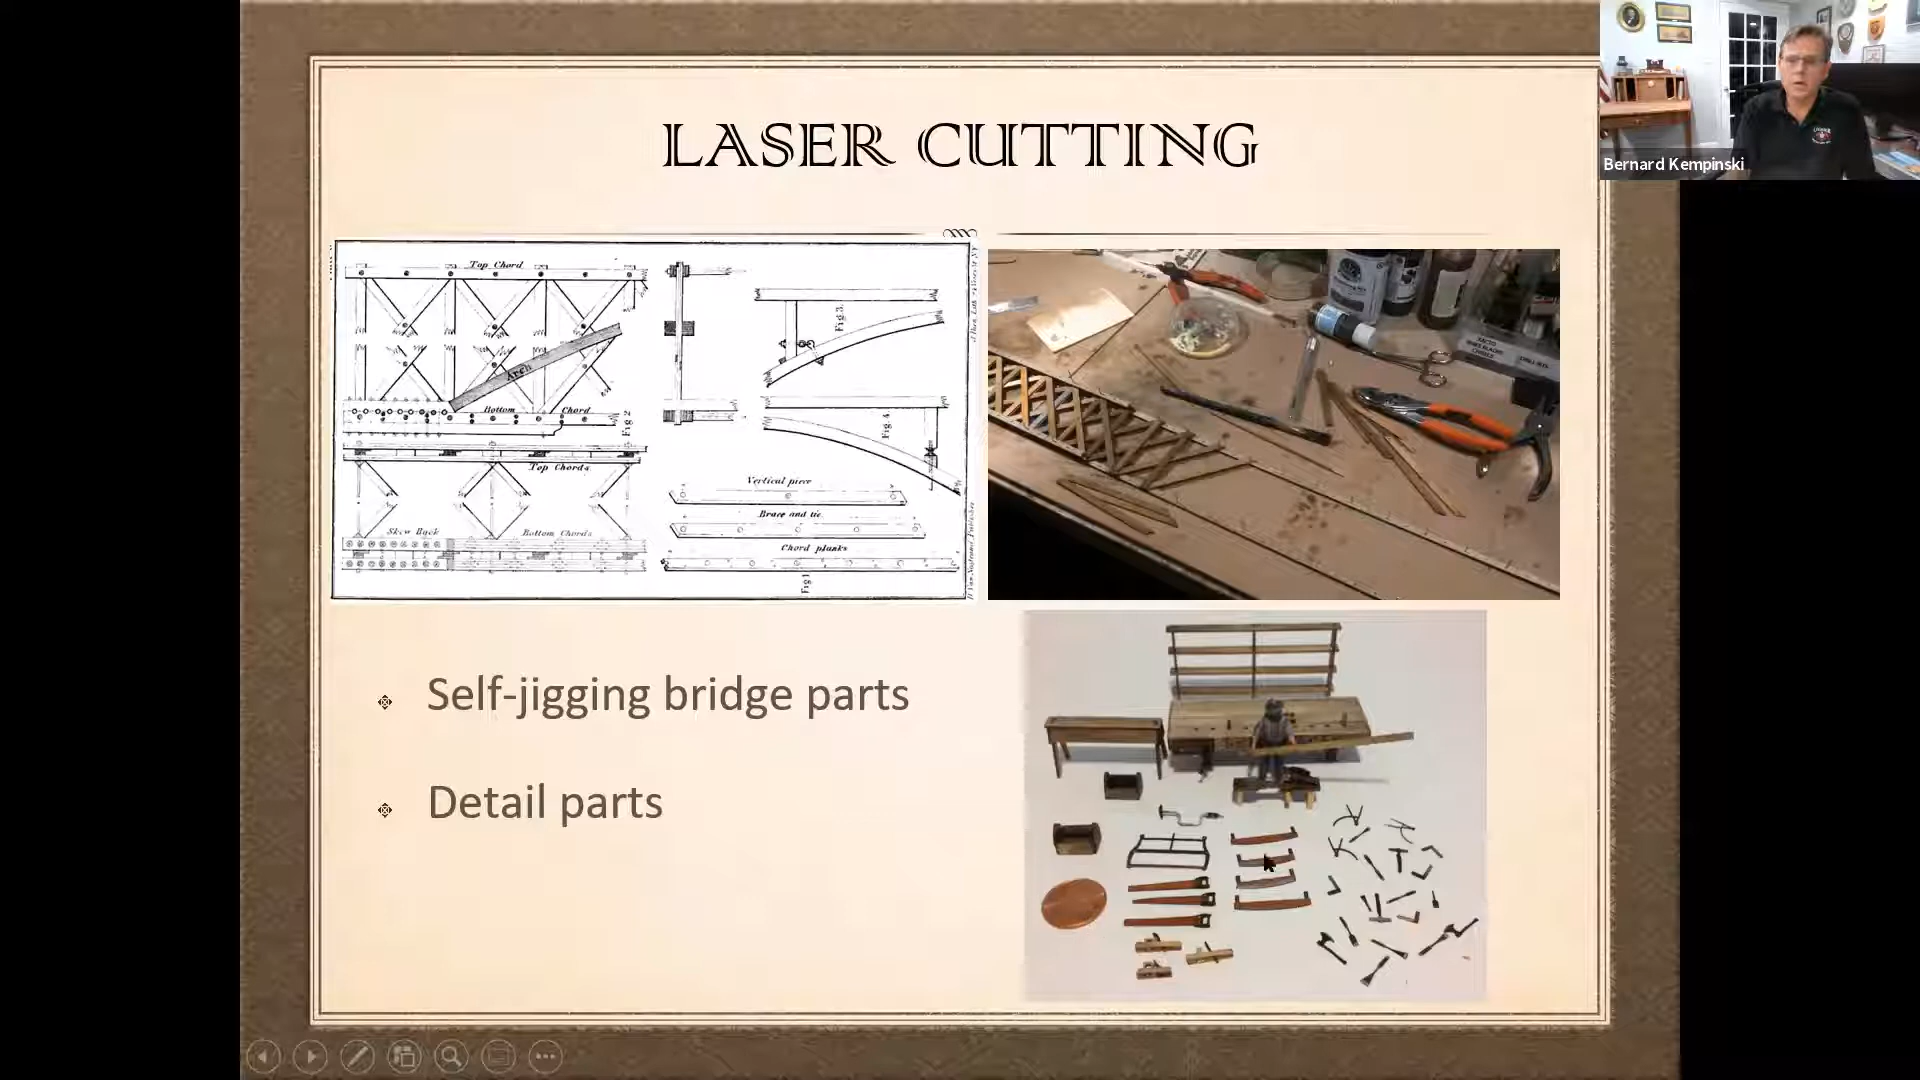 LASER CUTTING
Bernard Kempinski
Top Chord
Arch
Bottom Chord
Fig 2
Top Chords
Skew Back
Bottom Chords
Fig 3.
Fig. 4
Vertical piece
Brace and tie
Chord planks
Fig 1
XACTO
Self-jigging bridge parts
Detail parts